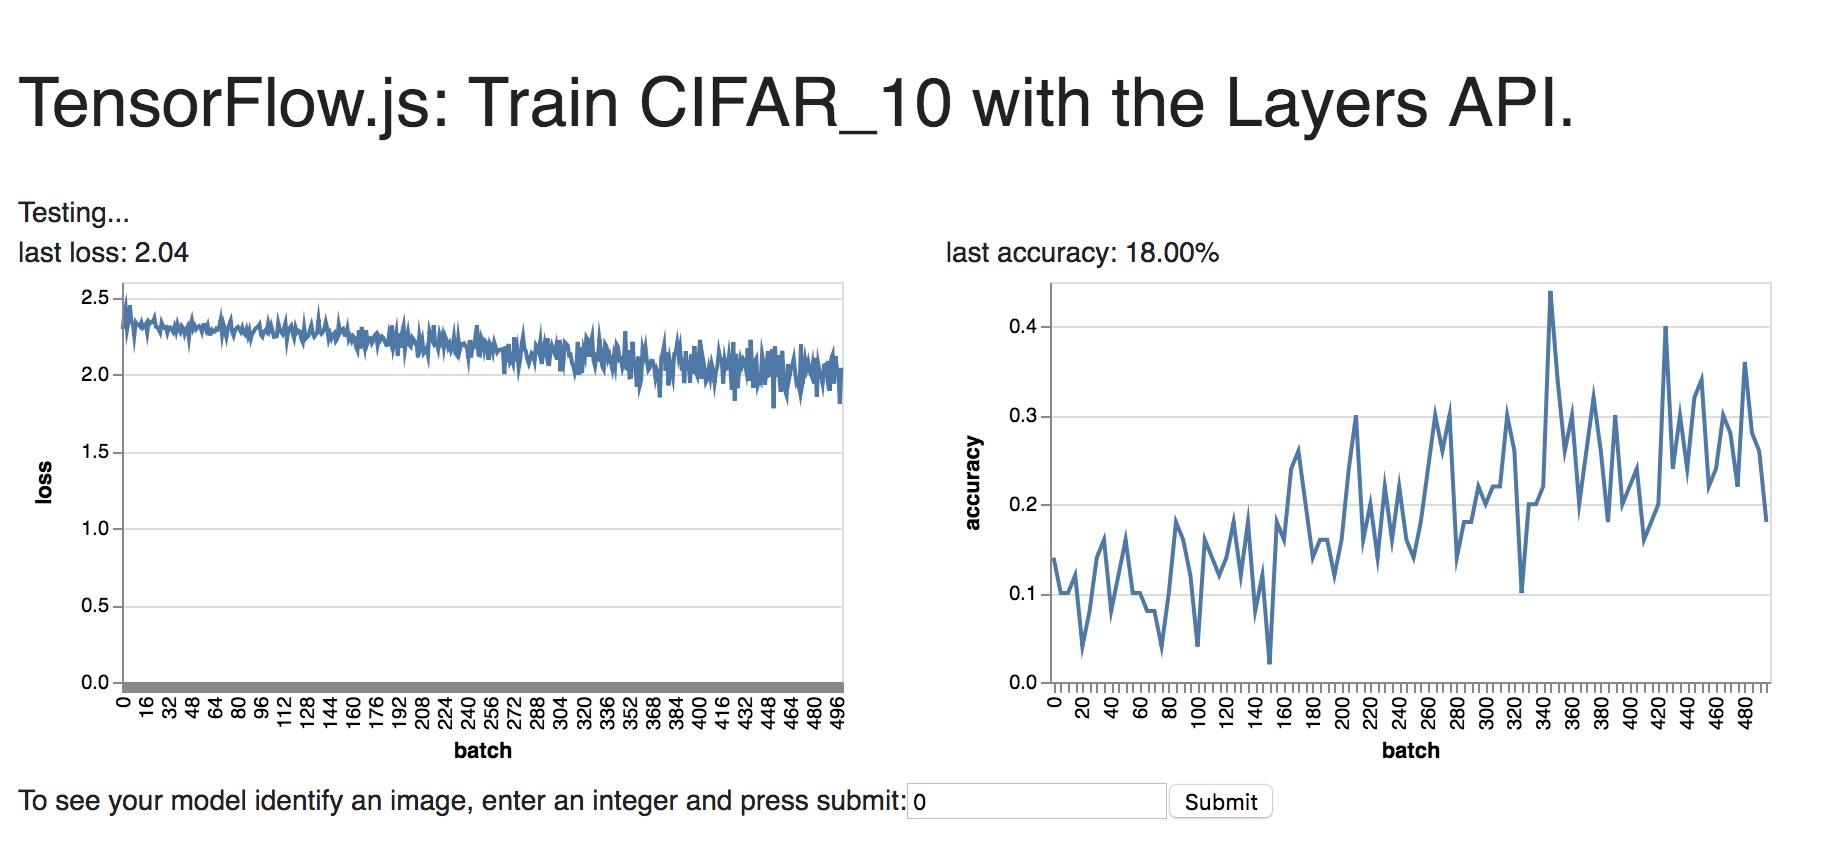 TensorFlow.js: Train CIFAR_10 with the Layers API.
Testing...
last loss: 2.04
last accuracy: 18.00%
2.5
2.0
1.5
1.0
0.5
0.0
loss
0 16 32 48 64 80 96 112 128 144 160 176 192 208 224 240 256 272 288 304 320 336 352 368 384 400 416 432 448 464 480 496
batch
0.4
0.3
0.2
0.1
0.0
accuracy
0 20 40 60 80 100 120 140 160 180 200 220 240 260 280 300 320 340 360 380 400 420 440 460 480
batch
To see your model identify an image, enter an integer and press submit: 0 Submit